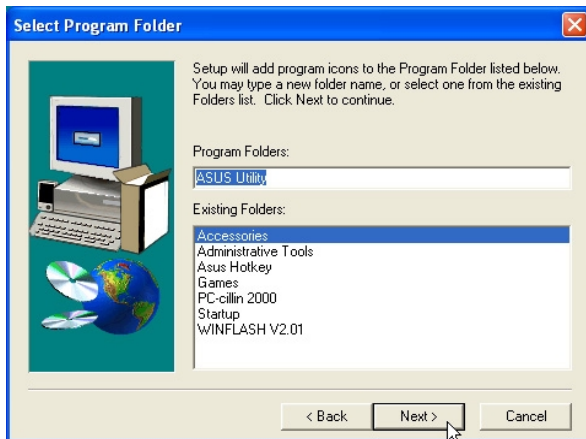 Select Program Folder
Setup will add program icons to the Program Folder listed below.
You may type a new folder name, or select one from the existing
Folders list. Click Next to continue.
Program Folders:
ASUS Utility
Existing Folders:
Accessories
Administrative Tools
Asus Hotkey
Games
PC-cillin 2000
Startup
WINFLASH V2.01
< Back
Next >
Cancel